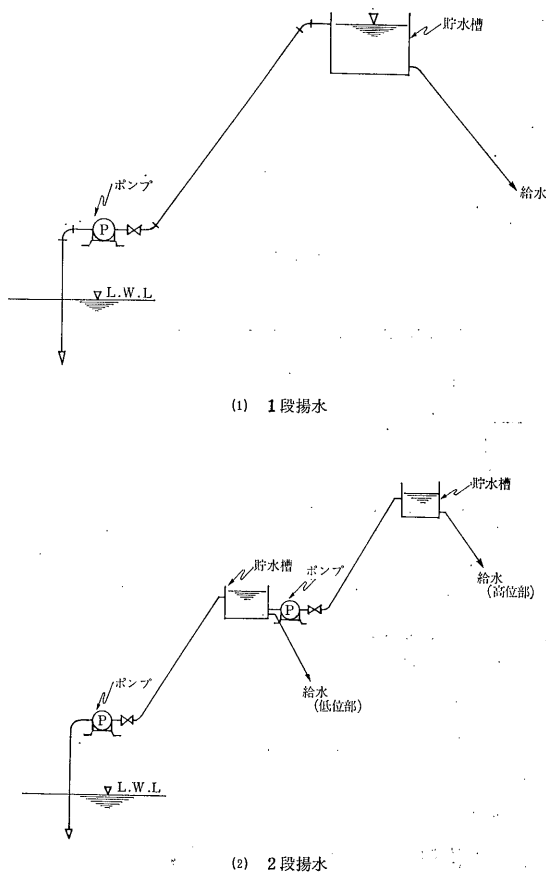 貯水槽
給水
ポンプ
P
L.W.L
(1) 1段揚水
貯水槽
給水
(高位部)
貯水槽
ポンプ
P
給水
(低位部)
ポンプ
P
L.W.L
(2) 2段揚水